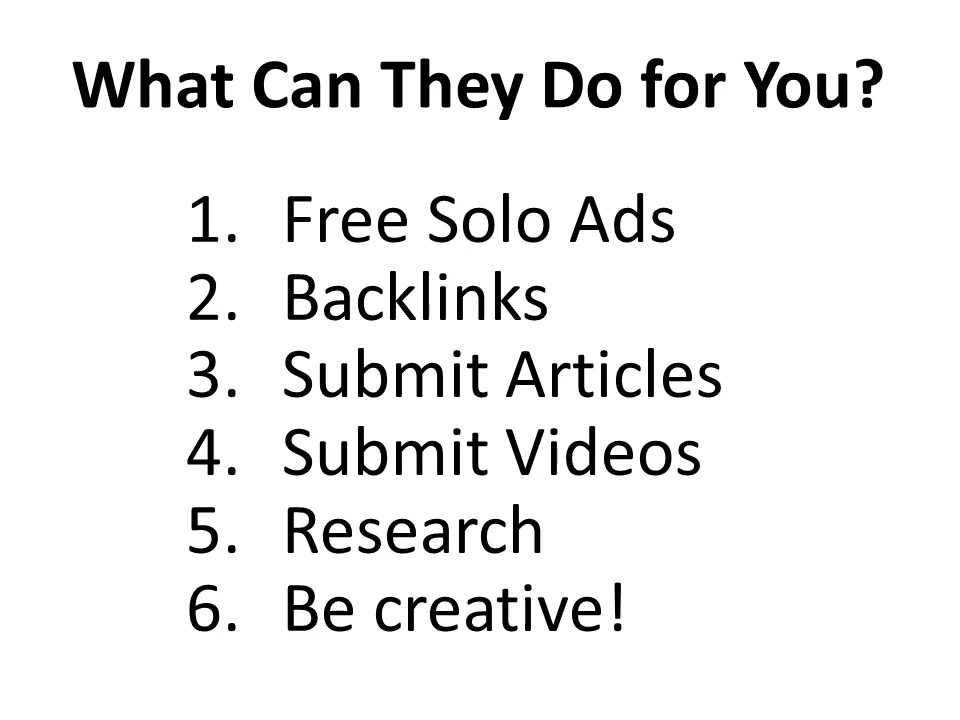 What Can They Do for You?
1. Free Solo Ads
2. Backlinks
3. Submit Articles
4. Submit Videos
5. Research
6. Be creative!